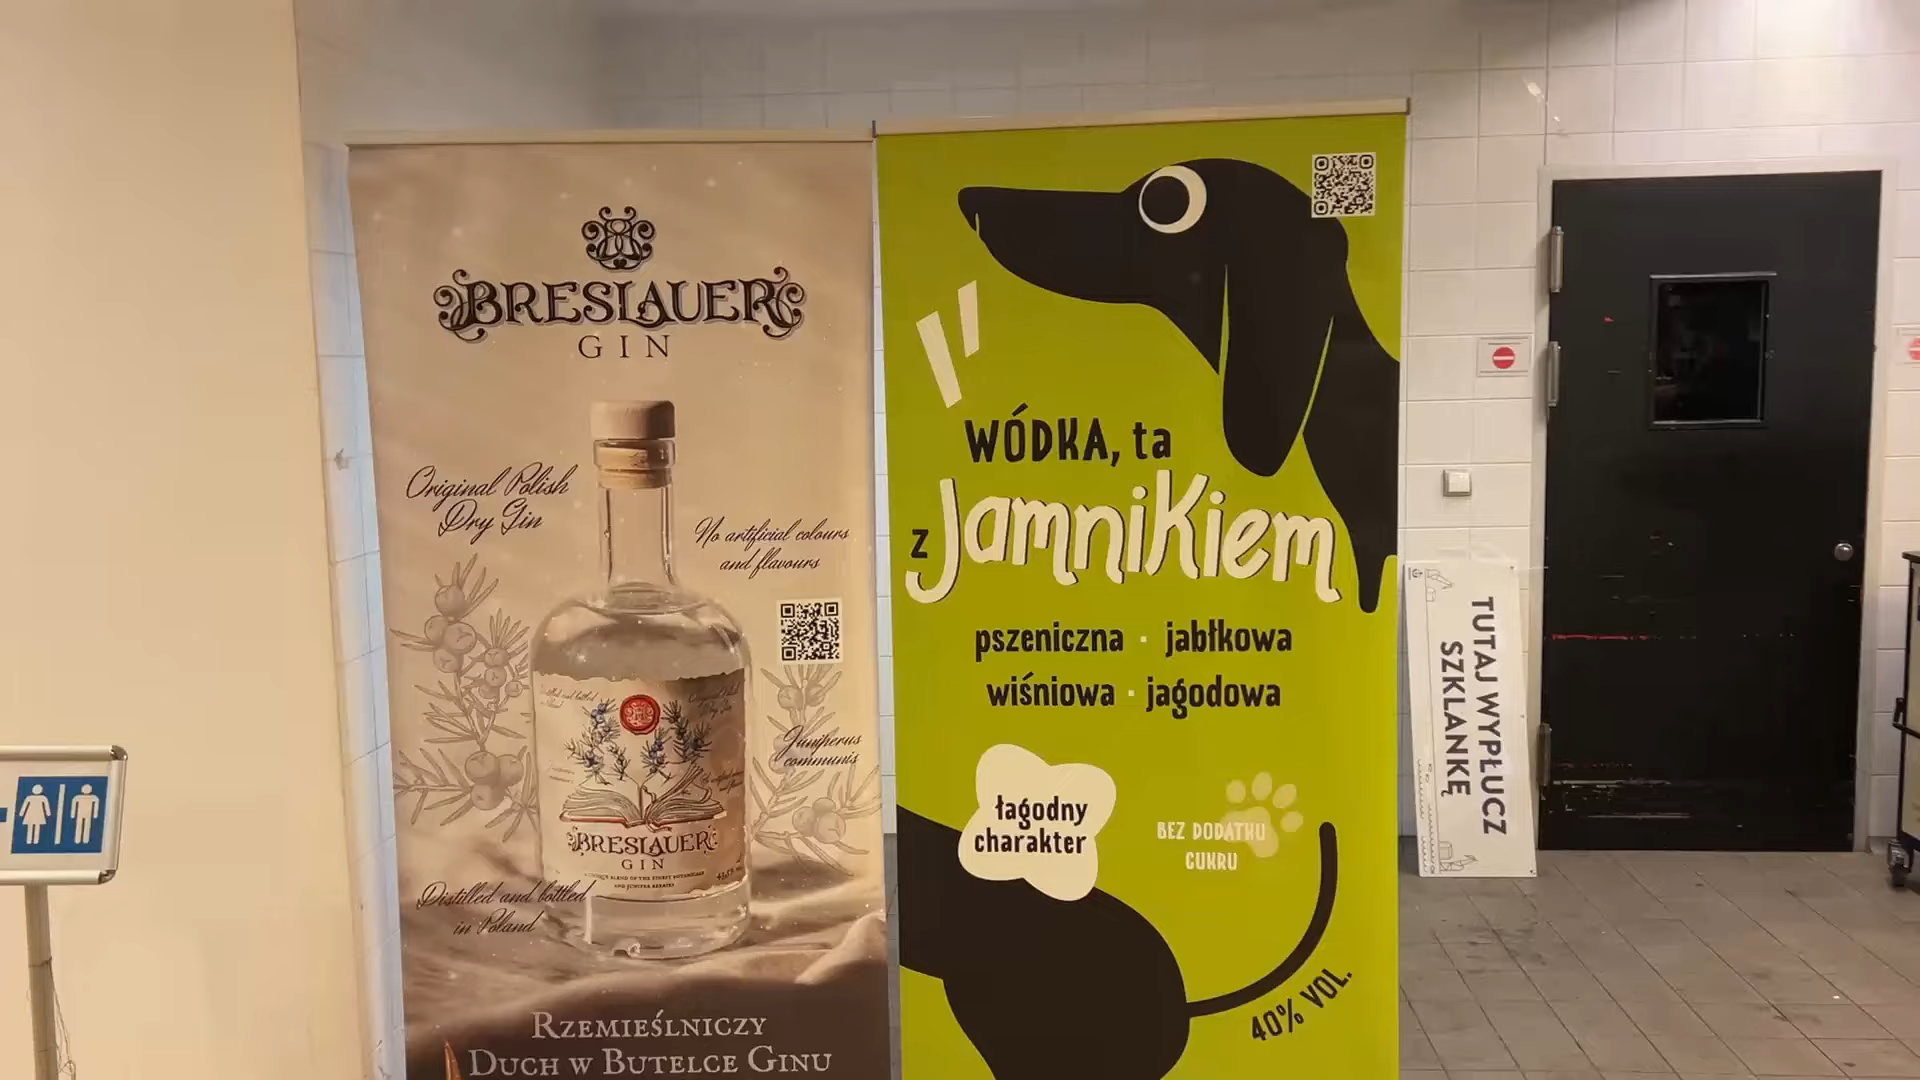 BRESLAUER
GIN
Original Polish
Dry Gin
No artificial colours
and flavours
Juniperus
communis
BRESLAUER
GIN
Distilled and bottled
in Poland
RZEMIEŚLNICZY
DUCH W BUTELCE GINU
WÓDKA, ta
z JamniKiem
pszeniczna · jabłkowa
wiśniowa · jagodowa
łagodny
charakter
BEZ DODATKU
CUKRU
40% VOL.
TUTAJ WYPŁUCZ
SZKLANKĘ